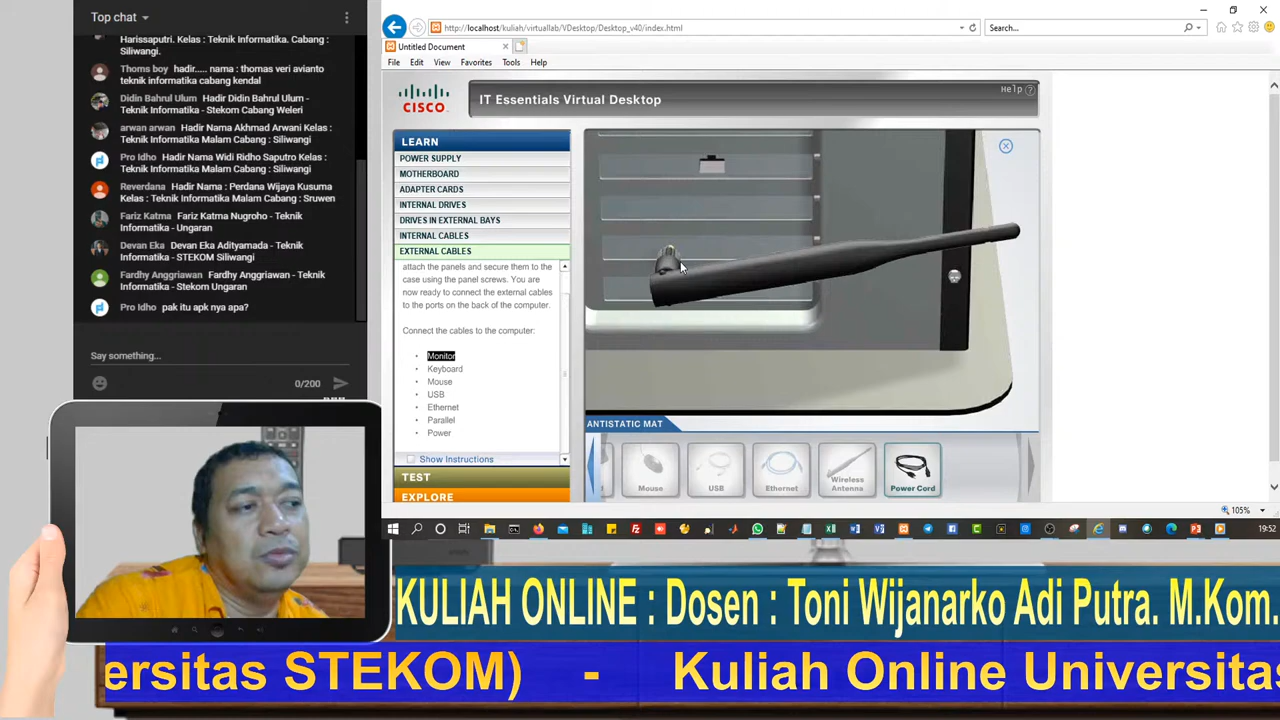 Top chat
Harissaputri. Kelas : Teknik Informatika. Cabang :
Siliwangi.
Thoms boy hadir..... nama : thomas veri avianto
teknik informatika cabang kendal
Didin Bahrul Ulum Hadir Didin Bahrul Ulum -
Teknik Informatika - Stekom Cabang Weleri
arwan arwan Hadir Nama Akhmad Arwani Kelas :
Teknik Informatika Malam Cabang : Siliwangi
Pro Idho Hadir Nama Widi Ridho Saputro Kelas :
Teknik Informatika Malam Cabang : Siliwangi
Reverdana Hadir Nama : Perdana Wijaya Kusuma
Kelas : Teknik Informatika Malam Cabang : Sruwen
Fariz Katma Fariz Katma Nugroho - Teknik
Informatika - Ungaran
Devan Eka Devan Eka Adityamada - Teknik
Informatika - STEKOM Siliwangi
Fardhy Anggriawan Fardhy Anggriawan - Teknik
Informatika - Stekom Ungaran
Pro Idho pak itu apk nya apa?
Say something...
0/200
http://localhost/kuliah/virtuallab/VDesktop/Desktop_v40/index.html
Search...
Untitled Document
File Edit View Favorites Tools Help
CISCO
IT Essentials Virtual Desktop
Help ?
LEARN
POWER SUPPLY
MOTHERBOARD
ADAPTER CARDS
INTERNAL DRIVES
DRIVES IN EXTERNAL BAYS
INTERNAL CABLES
EXTERNAL CABLES
attach the panels and secure them to the
case using the panel screws. You are
now ready to connect the external cables
to the ports on the back of the computer.
Connect the cables to the computer:
• Monitor
• Keyboard
• Mouse
• USB
• Ethernet
• Parallel
• Power
Show Instructions
TEST
EXPLORE
ANTISTATIC MAT
Mouse
USB
Ethernet
Wireless
Antenna
Power Cord
105%
19:52
KULIAH ONLINE : Dosen : Toni Wijanarko Adi Putra. M.Kom.
ersitas STEKOM) - Kuliah Online Universita